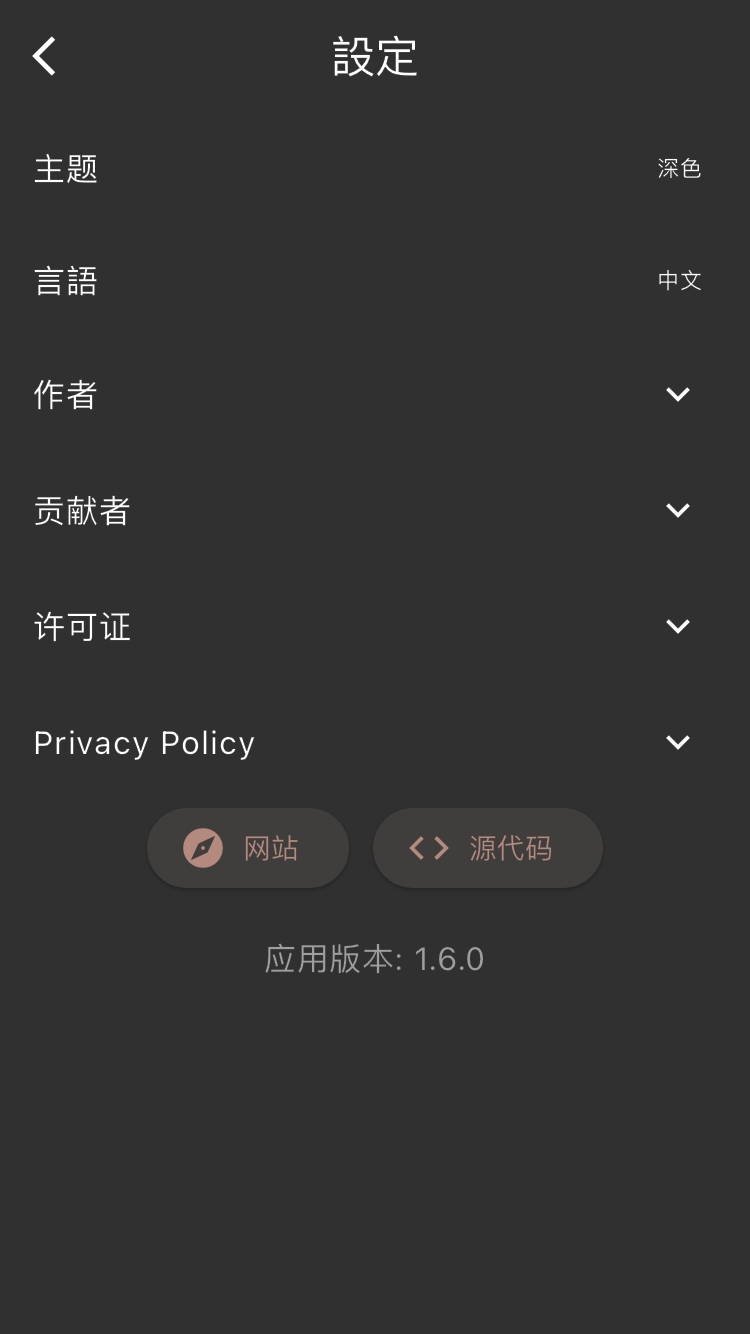 設定
主题 深色
言語 中文
作者
贡献者
许可证
Privacy Policy
网站 源代码
应用版本: 1.6.0